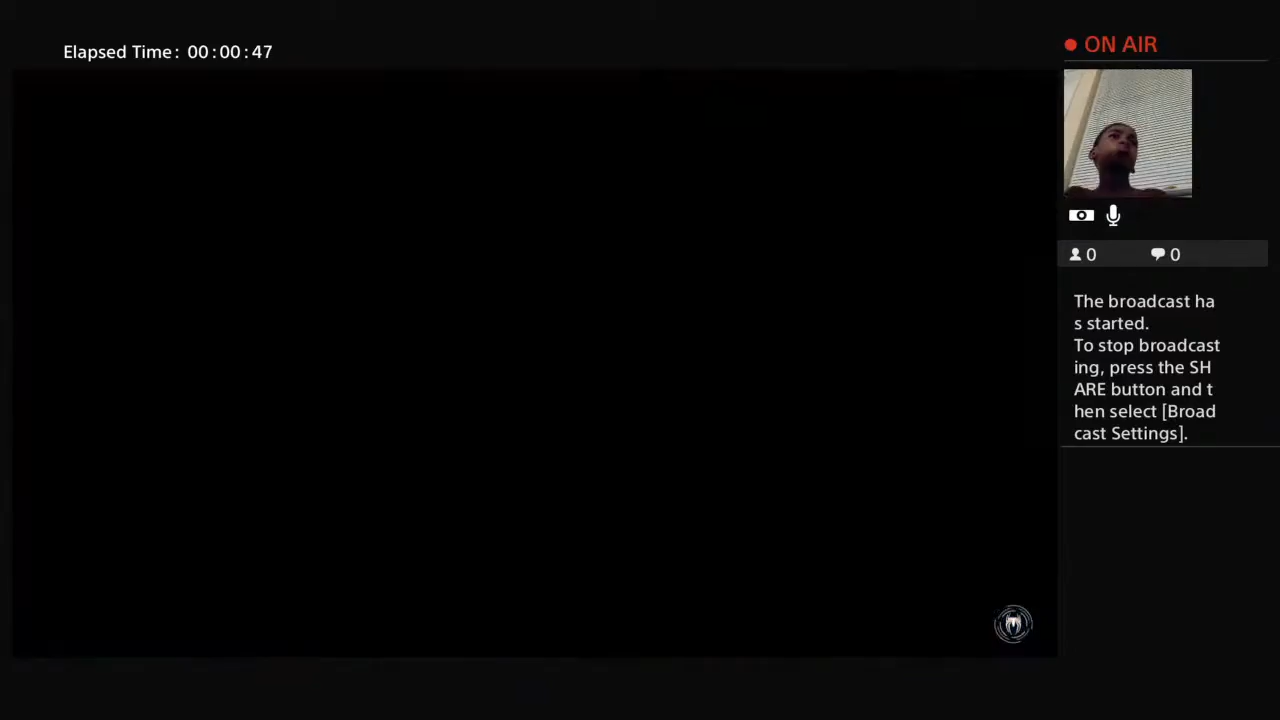 Elapsed Time: 00:00:47
ON AIR
0 0
The broadcast ha
s started.
To stop broadcast
ing, press the SH
ARE button and t
hen select [Broad
cast Settings].